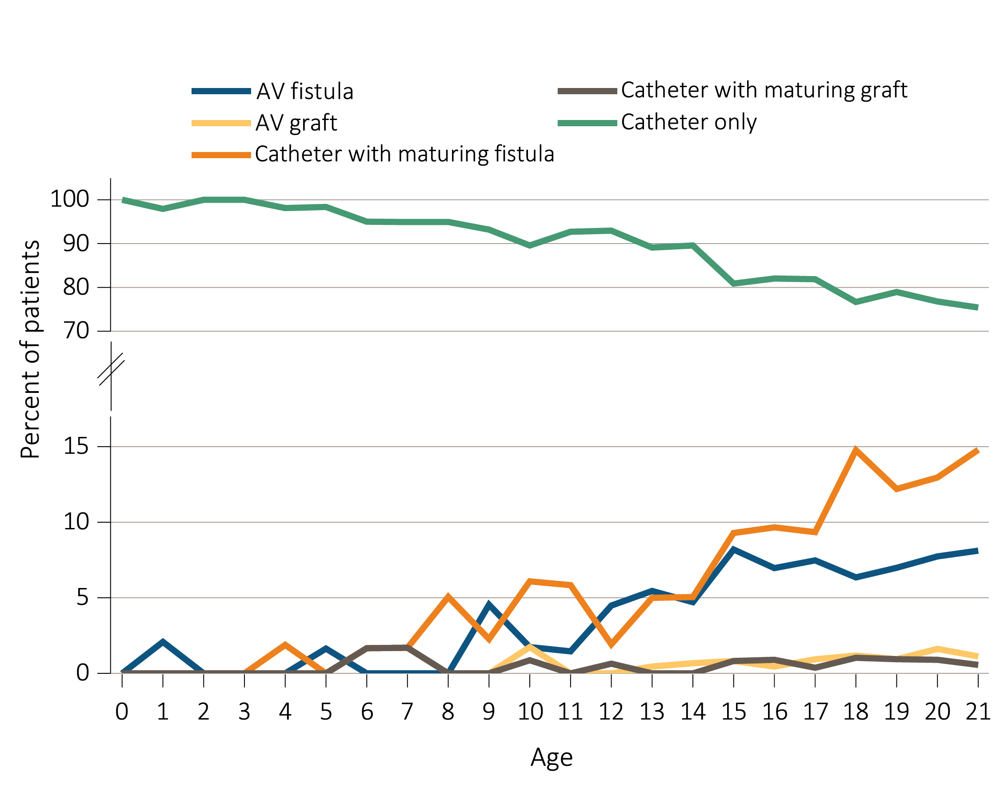 AV fistula
AV graft
Catheter with maturing fistula
Catheter with maturing graft
Catheter only
Percent of patients
100
90
80
70
15
10
5
0
0 1 2 3 4 5 6 7 8 9 10 11 12 13 14 15 16 17 18 19 20 21
Age